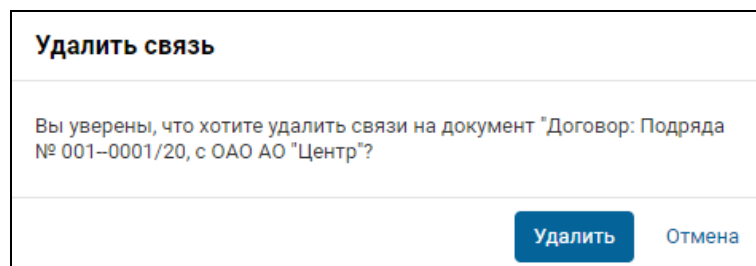 Удалить связь
Вы уверены, что хотите удалить связи на документ "Договор: Подряда
№ 001--0001/20, с ОАО АО "Центр"?
Удалить Отмена